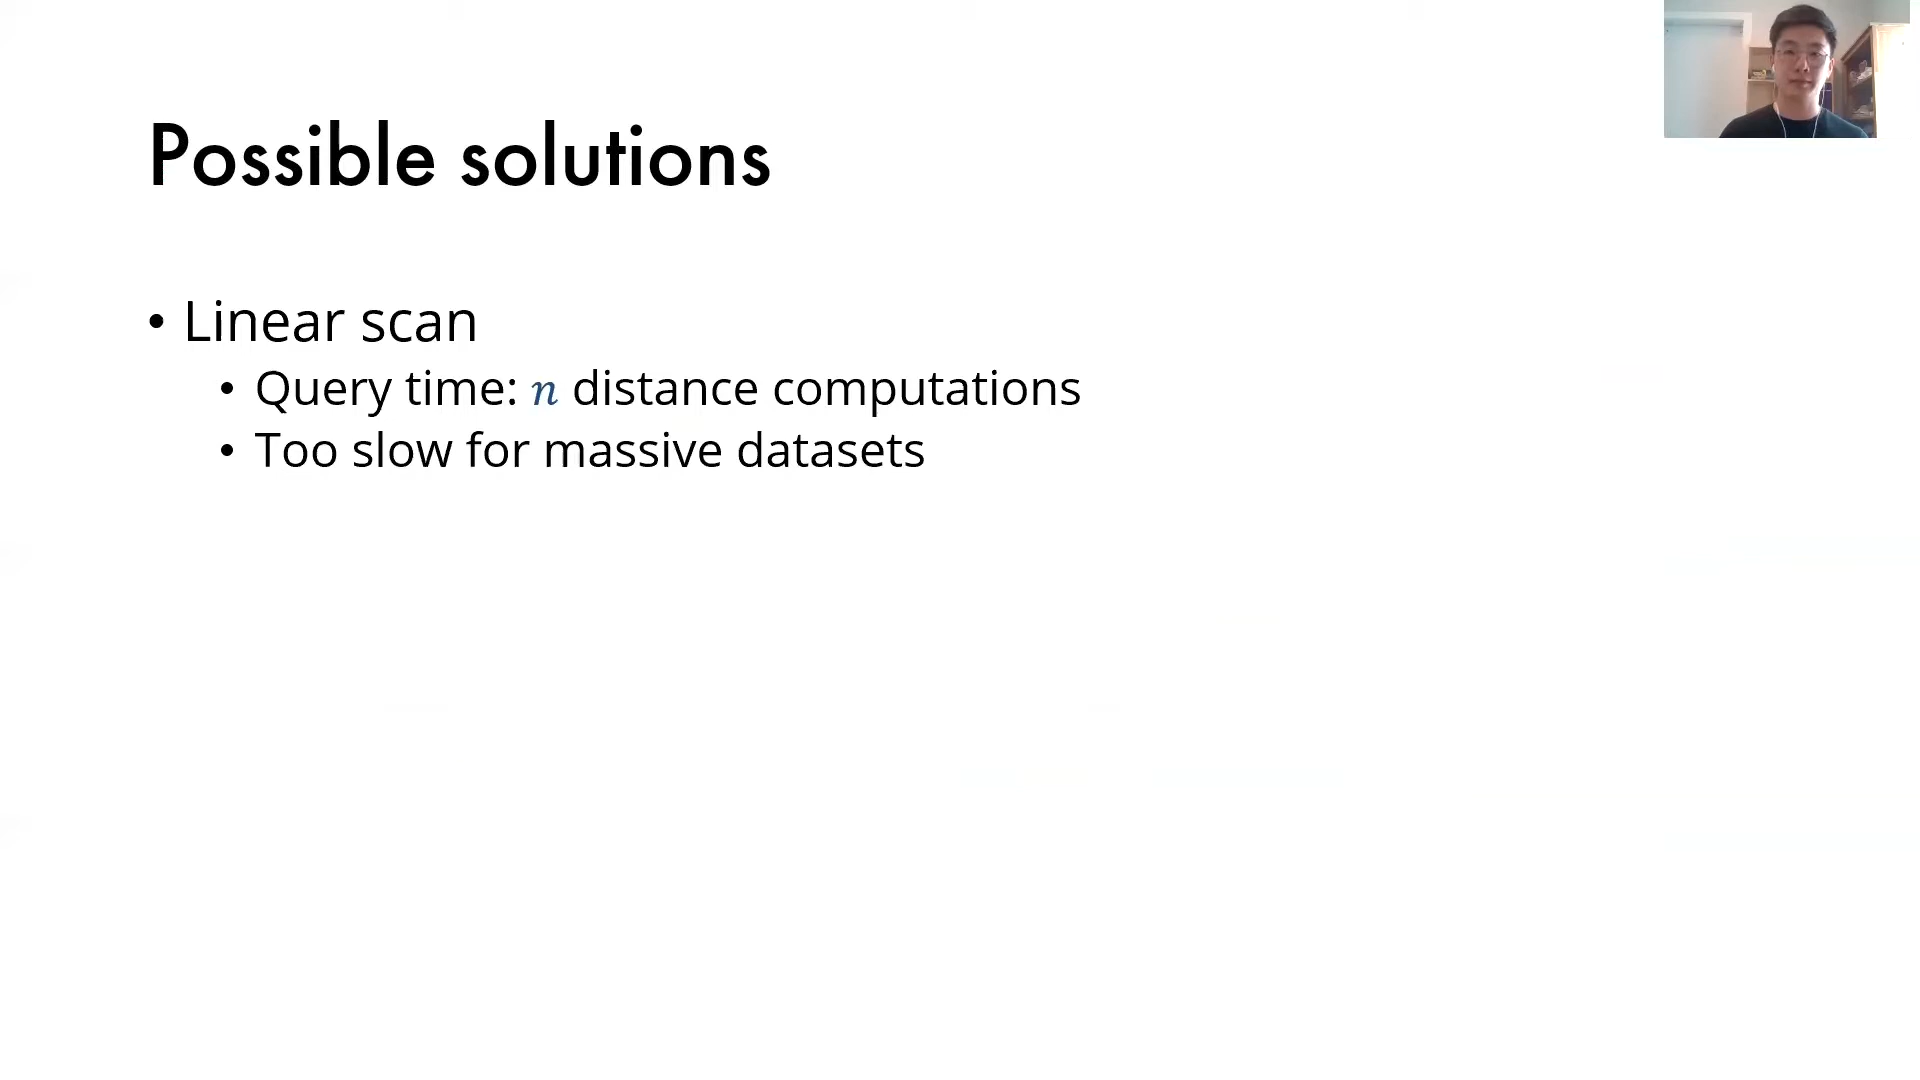 Possible solutions
• Linear scan
• Query time: n distance computations
• Too slow for massive datasets